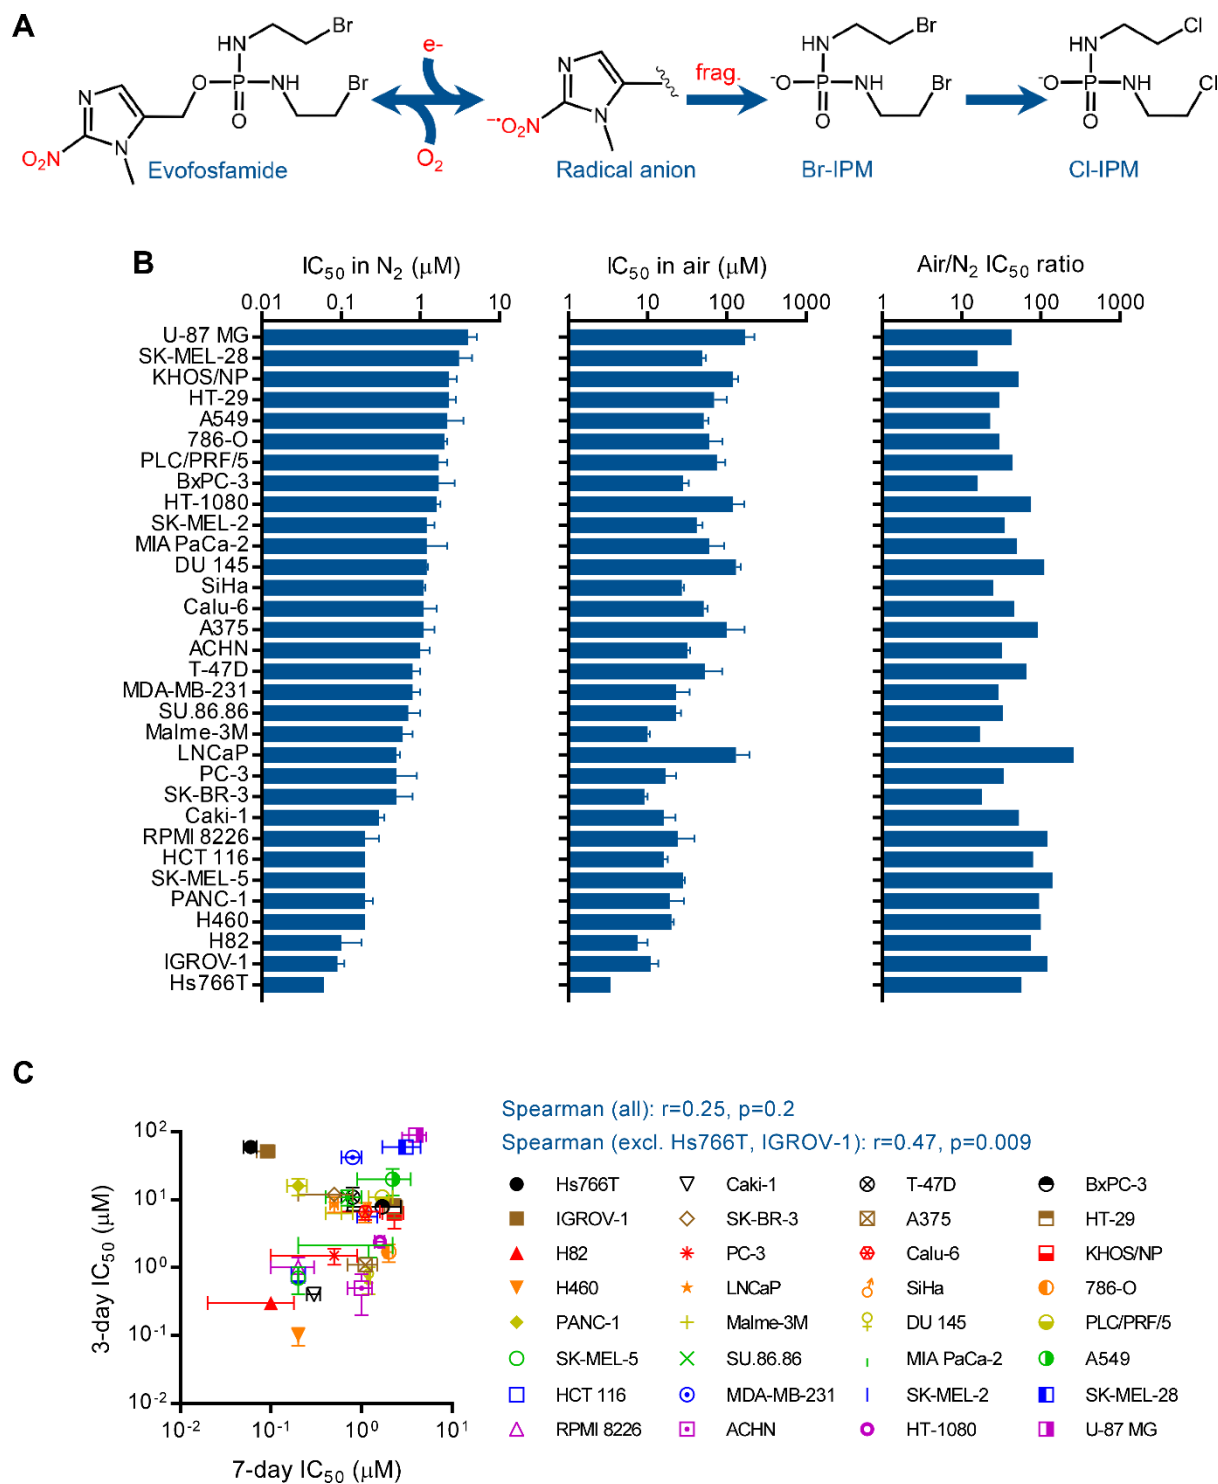 A
Br
HN
O
P
NH
Br
O
N
N
O2N
Evofosfamide
e-
O2
N
N
–•O2N
Radical anion
frag.
Br
HN
-O
P
NH
Br
O
Br-IPM
Cl
HN
-O
P
NH
Cl
O
Cl-IPM
B
IC50 in N2 (μM)
0.01 0.1 1 10
IC50 in air (μM)
1 10 100 1000
Air/N2 IC50 ratio
1 10 100 1000
U-87 MG
SK-MEL-28
KHOS/NP
HT-29
A549
786-O
PLC/PRF/5
BxPC-3
HT-1080
SK-MEL-2
MIA PaCa-2
DU 145
SiHa
Calu-6
A375
ACHN
T-47D
MDA-MB-231
SU.86.86
Malme-3M
LNCaP
PC-3
SK-BR-3
Caki-1
RPMI 8226
HCT 116
SK-MEL-5
PANC-1
H460
H82
IGROV-1
Hs766T
C
3-day IC50 (μM)
10^2
10^1
10^0
10^-1
10^-2
10^-2 10^-1 10^0 10^1
7-day IC50 (μM)
Spearman (all): r=0.25, p=0.2
Spearman (excl. Hs766T, IGROV-1): r=0.47, p=0.009
Hs766T Caki-1 T-47D BxPC-3
IGROV-1 SK-BR-3 A375 HT-29
H82 PC-3 Calu-6 KHOS/NP
H460 LNCaP SiHa 786-O
PANC-1 Malme-3M DU 145 PLC/PRF/5
SK-MEL-5 SU.86.86 MIA PaCa-2 A549
HCT 116 MDA-MB-231 SK-MEL-2 SK-MEL-28
RPMI 8226 ACHN HT-1080 U-87 MG